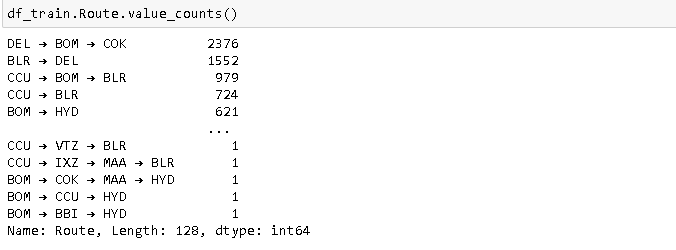 df_train.Route.value_counts()
DEL → BOM → COK 2376
BLR → DEL 1552
CCU → BOM → BLR 979
CCU → BLR 724
BOM → HYD 621
...
CCU → VTZ → BLR 1
CCU → IXZ → MAA → BLR 1
BOM → COK → MAA → HYD 1
BOM → CCU → HYD 1
BOM → BBI → HYD 1
Name: Route, Length: 128, dtype: int64